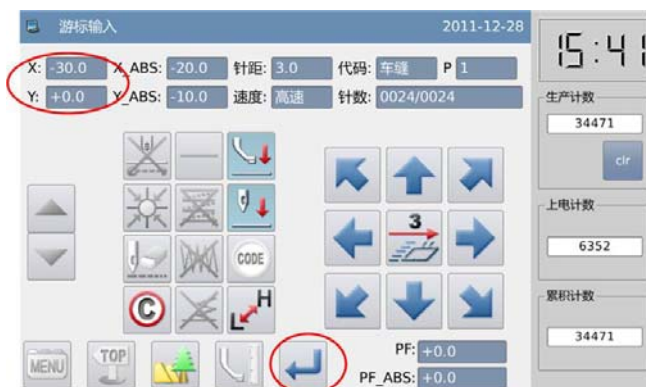 游标输入 2011-12-28
15:41
X: -30.0 X_ABS: -20.0 针距: 3.0 代码: 车缝 P 1
Y: +0.0 Y_ABS: -10.0 速度: 高速 针数: 0024/0024
生产计数
34471
clr
上电计数
6352
累积计数
34471
3
CODE
C
H
L
MENU
TOP
PF: +0.0
PF_ABS: +0.0